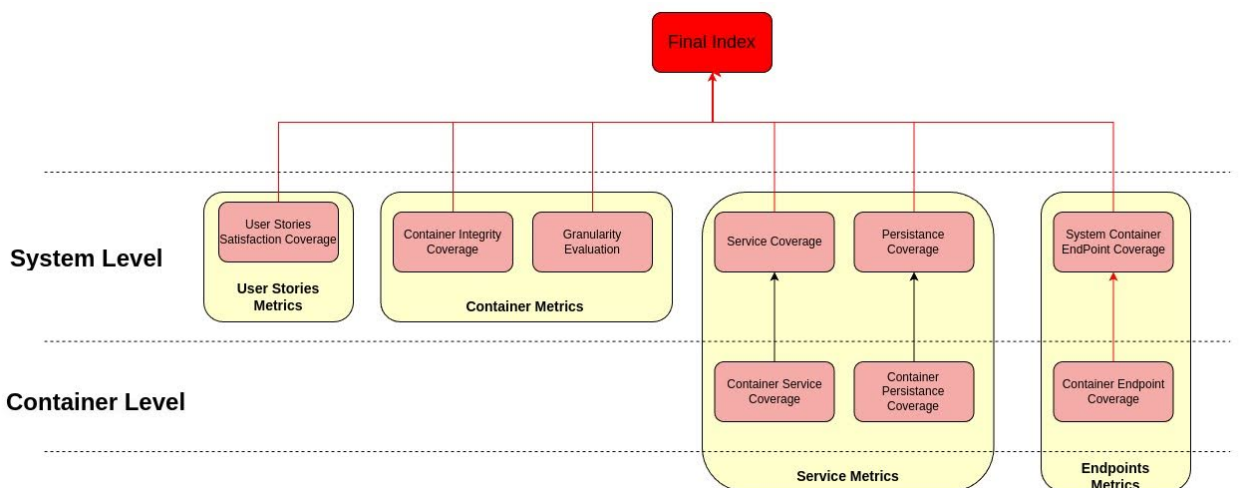 Final Index
System Level
User Stories
Satisfaction Coverage
User Stories
Metrics
Container Integrity
Coverage
Granularity
Evaluation
Container Metrics
Service Coverage
Persistance
Coverage
System Container
EndPoint Coverage
Container Level
Container Service
Coverage
Container
Persistance
Coverage
Container Endpoint
Coverage
Service Metrics
Endpoints
Metrics